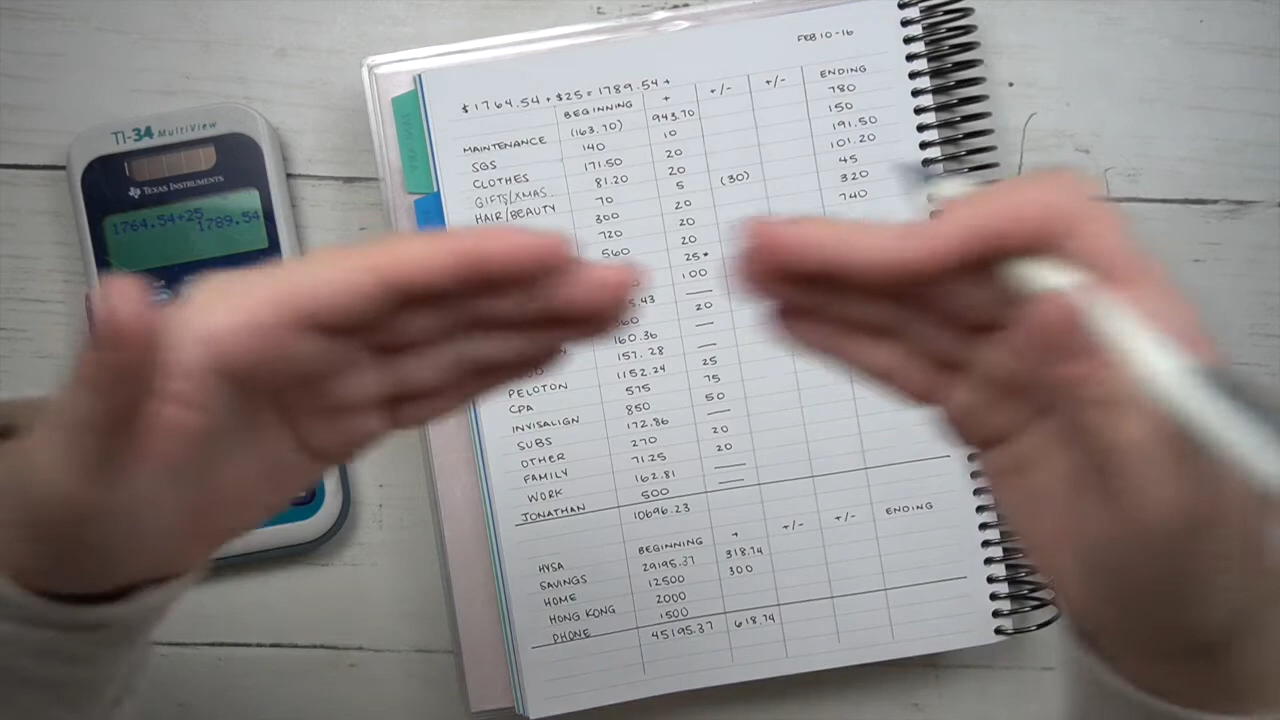 FEB 10-16
$1764.54 + $25 = 1789.54 +
BEGINNING + +/- +/- ENDING
MAINTENANCE (163.70) 943.70 780
SGS 140 10 150
CLOTHES 171.50 20 191.50
GIFTS/XMAS 81.20 20 101.20
HAIR/BEAUTY 70 5 (30) 45
300 20 320
720 20 740
560 20
25*
100
5.43 —
20
160.36 —
157.28 —
PELOTON 1152.24 25
CPA 575 75
INVISALIGN 850 50
SUBS 172.86 —
OTHER 270 20
FAMILY 71.25 20
WORK 162.81 —
JONATHAN 500 —
10696.23
HYSA BEGINNING + +/- +/- ENDING
SAVINGS 29195.37 318.74
HOME 12500 300
HONG KONG 2000
PHONE 1500
45195.37 618.74
TI-34 MultiView
TEXAS INSTRUMENTS
1764.54+25
1789.54